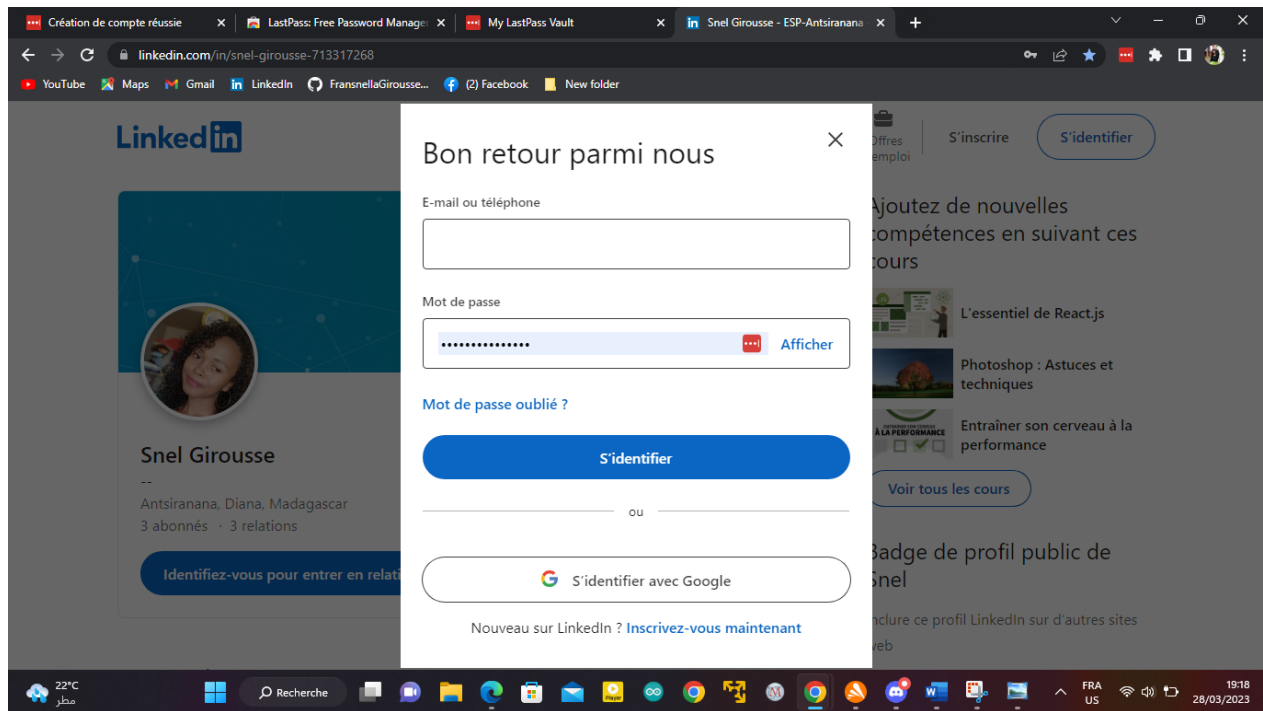 Création de compte réussie
LastPass: Free Password Manage
My LastPass Vault
Snel Girousse - ESP-Antsiranana
linkedin.com/in/snel-girousse-713317268
YouTube
Maps
Gmail
LinkedIn
FransnellaGirousse...
(2) Facebook
New folder
Linked in
Offres
emploi
S'inscrire
S'identifier
Bon retour parmi nous
E-mail ou téléphone
Mot de passe
•••••••••••••••
Afficher
Mot de passe oublié ?
S'identifier
ou
S'identifier avec Google
Nouveau sur LinkedIn ? Inscrivez-vous maintenant
Snel Girousse
--
Antsiranana, Diana, Madagascar
3 abonnés · 3 relations
Identifiez-vous pour entrer en relati
Ajoutez de nouvelles
compétences en suivant ces
cours
L'essentiel de React.js
Photoshop : Astuces et
techniques
À LA PERFORMANCE
Entraîner son cerveau à la
performance
Voir tous les cours
Badge de profil public de
Snel
nclure ce profil LinkedIn sur d'autres sites
web
22°C
مطر
Recherche
Player
FRA
US
19:18
28/03/2023